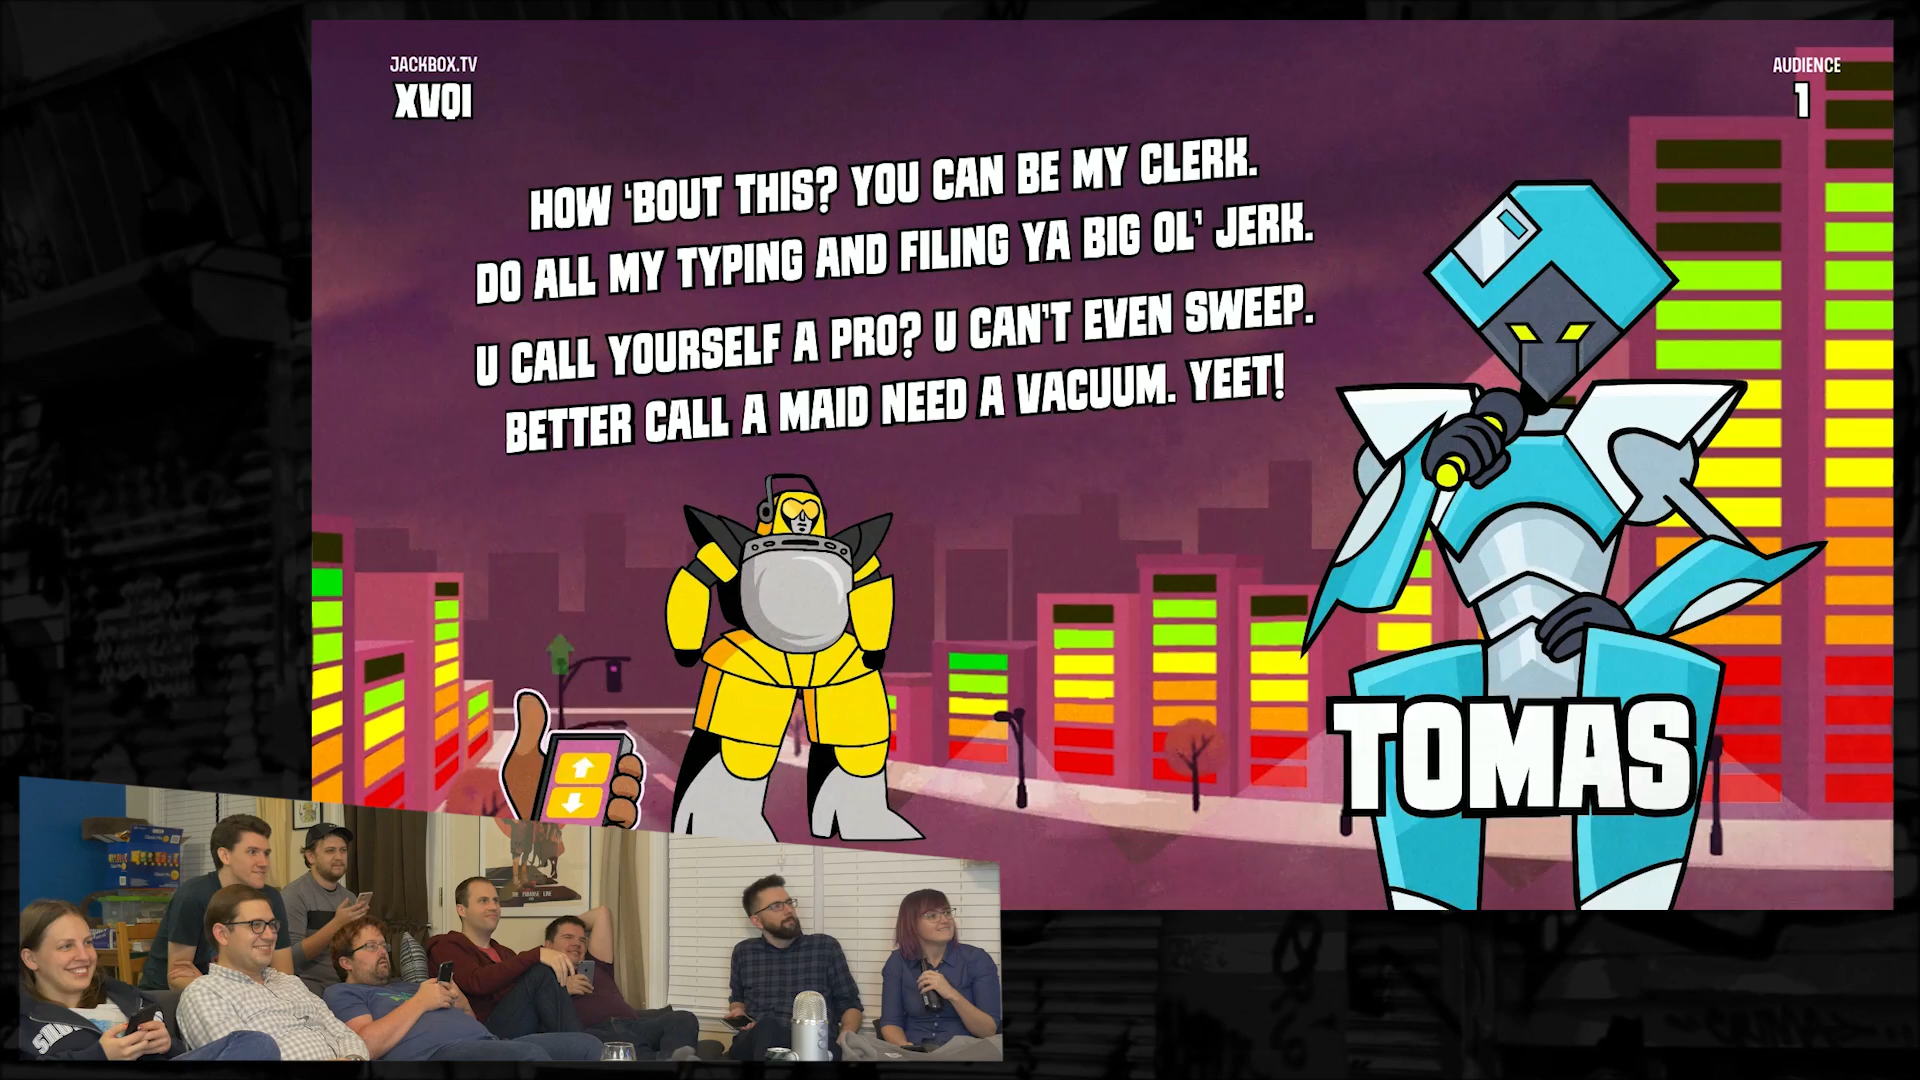 JACKBOX.TV
XVQI
AUDIENCE
1
HOW 'BOUT THIS? YOU CAN BE MY CLERK.
DO ALL MY TYPING AND FILING YA BIG OL' JERK.
U CALL YOURSELF A PRO? U CAN'T EVEN SWEEP.
BETTER CALL A MAID NEED A VACUUM. YEET!
TOMAS